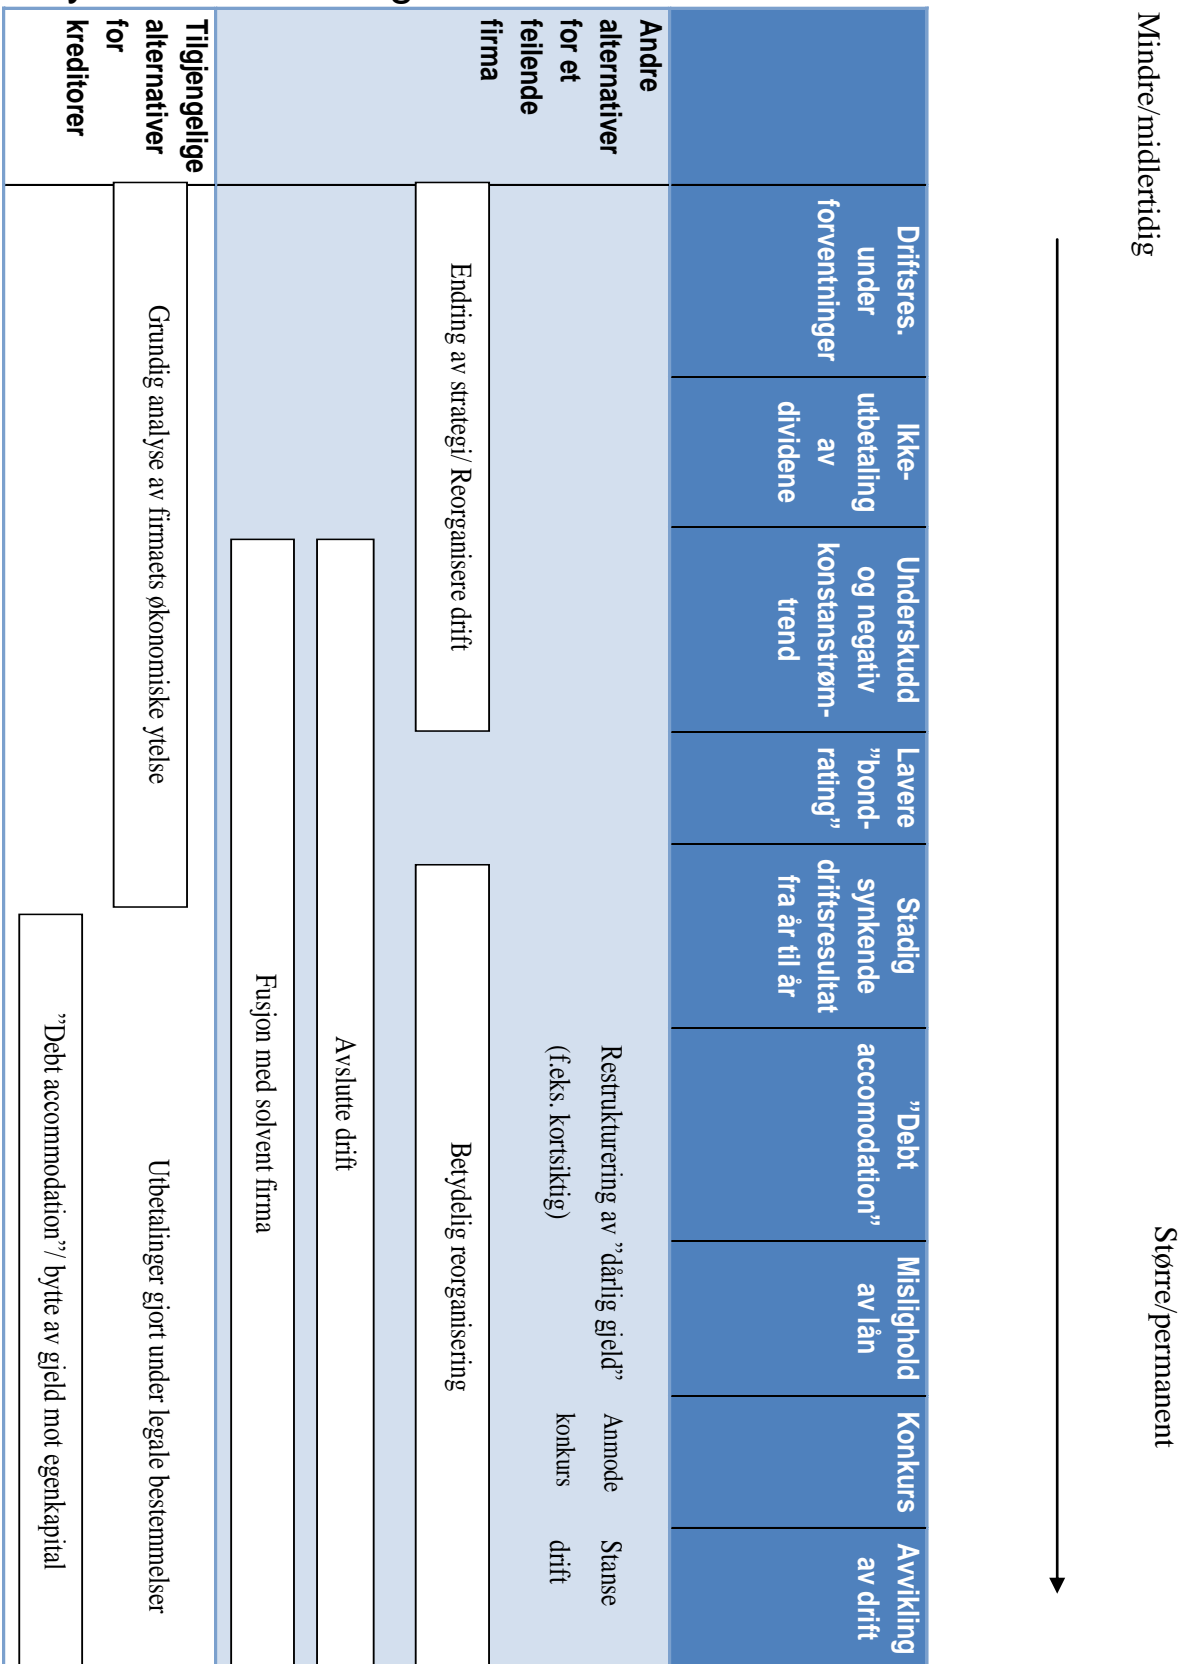 Mindre/midlertidig
Større/permanent
Driftsres.
under
forventninger
Ikke-
utbetaling
av
dividene
Underskudd
og negativ
konstanstrøm-
trend
Lavere
”bond-
rating”
Stadig
synkende
driftsresultat
fra år til år
”Debt
accomodation”
Mislighold
av lån
Konkurs
Avvikling
av drift
Andre
alternativer
for et
feilende
firma
Restrukturering av ”dårlig gjeld”
(f.eks. kortsiktig)
Anmode
konkurs
Stanse
drift
Endring av strategi/ Reorganisere drift
Betydelig reorganisering
Avslutte drift
Fusjon med solvent firma
Tilgjengelige
alternativer
for
kreditorer
Grundig analyse av firmaets økonomiske ytelse
Utbetalinger gjort under legale bestemmelser
”Debt accommodation”/ bytte av gjeld mot egenkapital